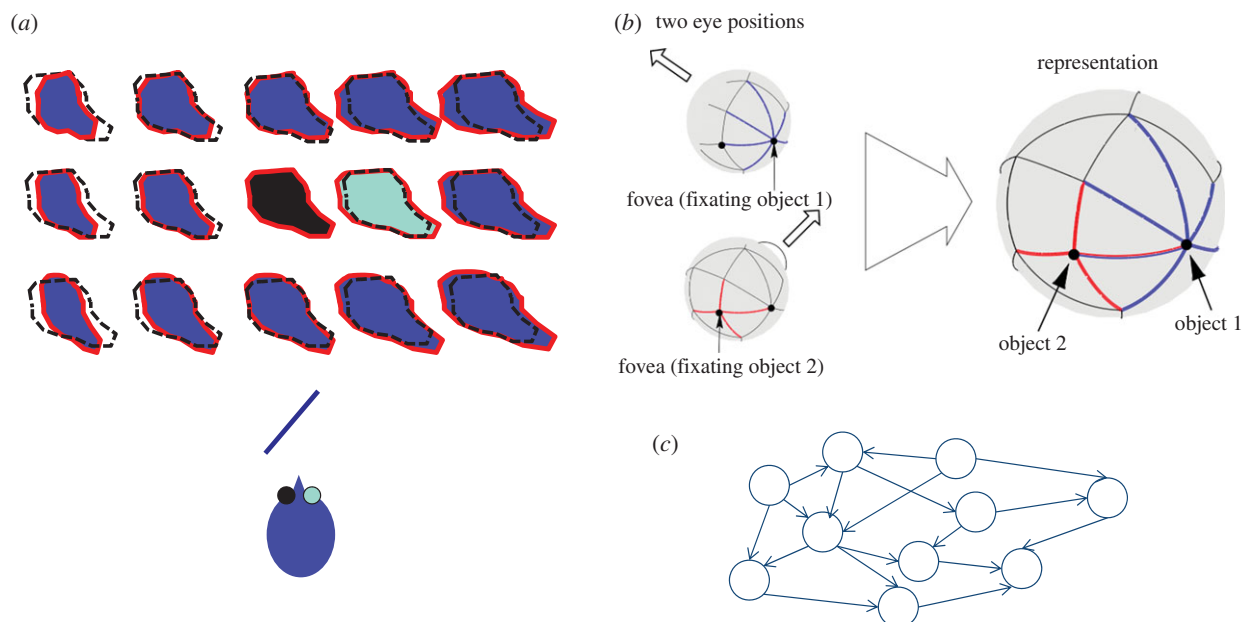 (a)
(b) two eye positions
representation
fovea (fixating object 1)
fovea (fixating object 2)
object 1
object 2
(c)